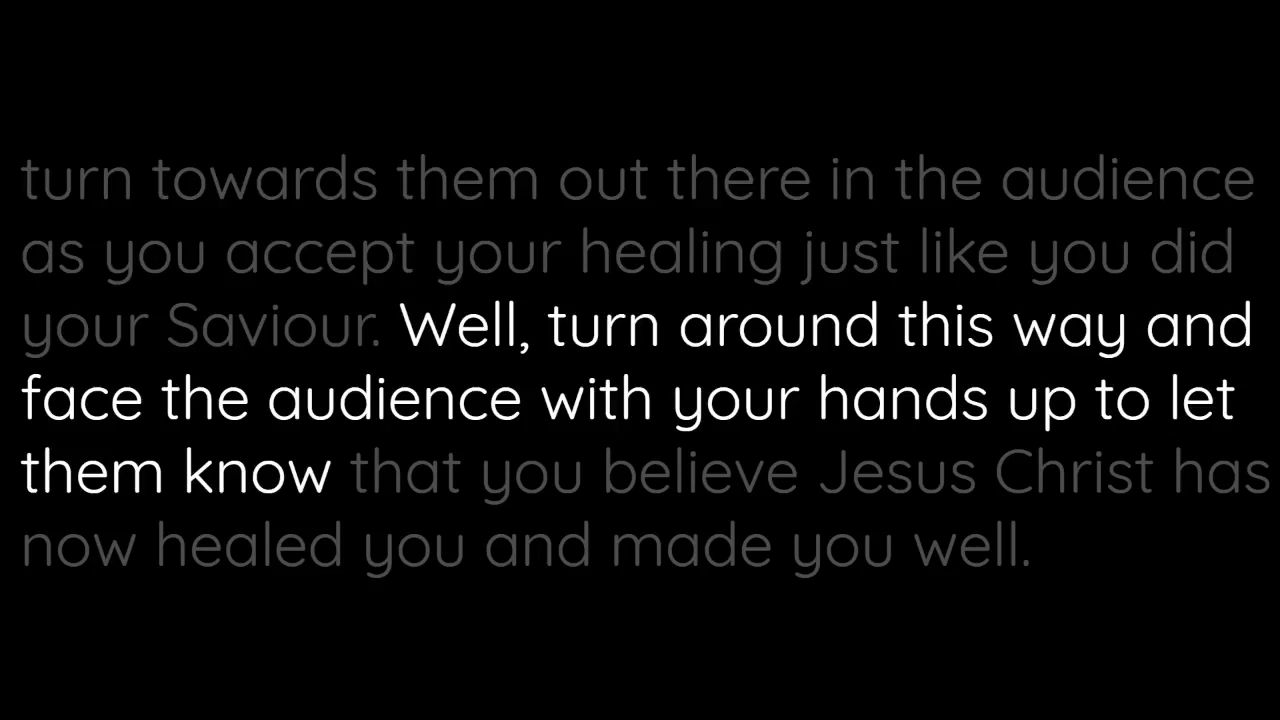 turn towards them out there in the audience
as you accept your healing just like you did
your Saviour. Well, turn around this way and
face the audience with your hands up to let
them know that you believe Jesus Christ has
now healed you and made you well.